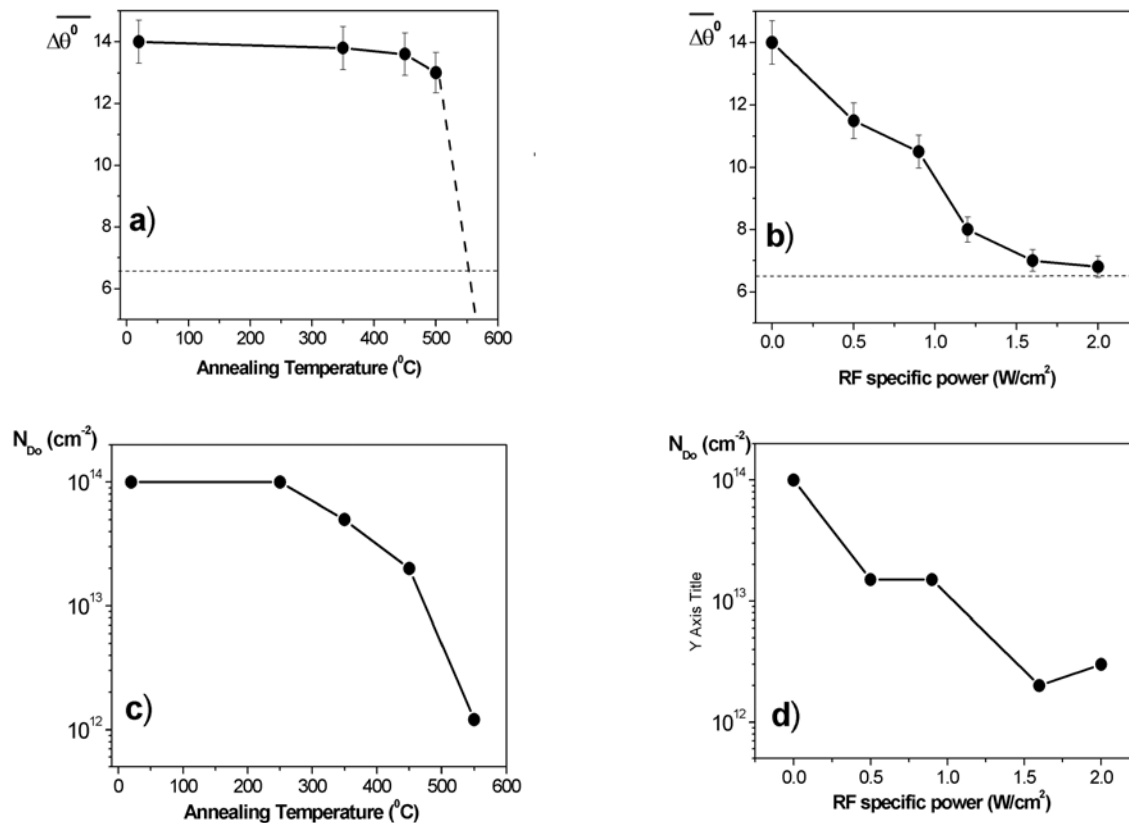 Δθ⁰
14
12
10
8
6
a)
0 100 200 300 400 500 600
Annealing Temperature (⁰C)
Δθ⁰
14
12
10
8
6
b)
0.0 0.5 1.0 1.5 2.0
RF specific power (W/cm²)
N_Do (cm⁻²)
10¹⁴
10¹³
10¹²
c)
0 100 200 300 400 500 600
Annealing Temperature (⁰C)
N_Do (cm⁻²)
10¹⁴
10¹³
10¹²
Y Axis Title
d)
0.0 0.5 1.0 1.5 2.0
RF specific power (W/cm²)